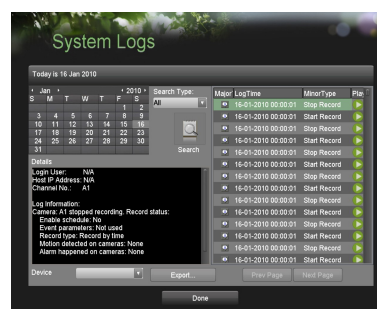 System Logs
Today is 16 Jan 2010
Jan 2010
S M T W T F S
1 2
3 4 5 6 7 8 9
10 11 12 13 14 15 16
17 18 19 20 21 22 23
24 25 26 27 28 29 30
31
Search Type:
All
Search
Details
Login User: N/A
Host IP Address: N/A
Channel No.: A1
Log Information:
Camera: A1 stopped recording. Record status:
Enable schedule: No
Event parameters: Not used
Record type: Record by time
Motion detected on cameras: None
Alarm happened on cameras: None
Major LogTime MinorType Play
16-01-2010 00:00:01 Stop Record
16-01-2010 00:00:01 Start Record
16-01-2010 00:00:01 Stop Record
16-01-2010 00:00:01 Start Record
16-01-2010 00:00:01 Stop Record
16-01-2010 00:00:01 Start Record
16-01-2010 00:00:01 Stop Record
16-01-2010 00:00:01 Start Record
16-01-2010 00:00:01 Stop Record
16-01-2010 00:00:01 Start Record
16-01-2010 00:00:01 Stop Record
16-01-2010 00:00:01 Start Record
16-01-2010 00:00:01 Stop Record
16-01-2010 00:00:01 Start Record
Device
Export...
Prev Page
Next Page
Done